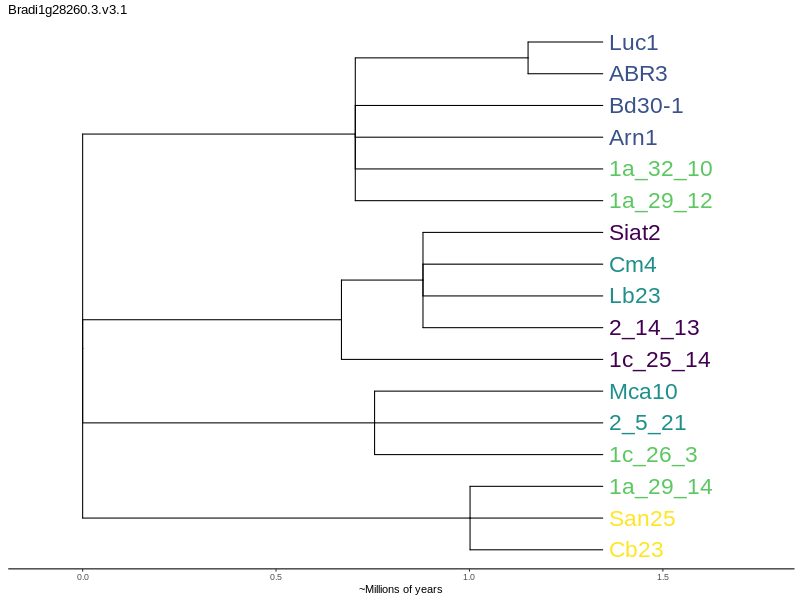 Bradi1g28260.3.v3.1
Luc1
ABR3
Bd30-1
Arn1
1a_32_10
1a_29_12
Siat2
Cm4
Lb23
2_14_13
1c_25_14
Mca10
2_5_21
1c_26_3
1a_29_14
San25
Cb23
0.0 0.5 1.0 1.5
~Millions of years